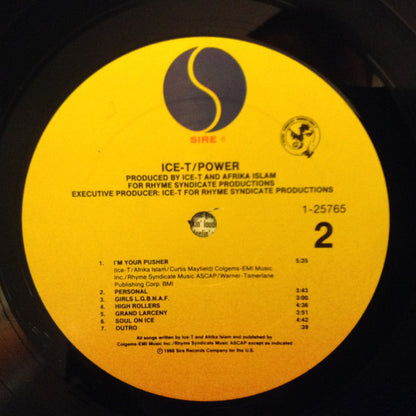 SIRE ®
ICE-T/POWER
PRODUCED BY ICE-T AND AFRIKA ISLAM
FOR RHYME SYNDICATE PRODUCTIONS
EXECUTIVE PRODUCER: ICE-T FOR RHYME SYNDICATE PRODUCTIONS
1-25765
2
1. I'M YOUR PUSHER 5:35
(Ice-T/Afrika Islam/Curtis Mayfield) Colgems-EMI Music
Inc./Rhyme Syndicate Music ASCAP/Warner-Tamerlane
Publishing Corp. BMI
2. PERSONAL 3:43
3. GIRLS L.G.B.N.A.F. 3:00
4. HIGH ROLLERS 4:36
5. GRAND LARCENY 3:51
6. SOUL ON ICE 4:42
7. OUTRO :39
All songs written by Ice-T and Afrika Islam and published by
Colgems-EMI Music Inc./Rhyme Syndicate Music ASCAP except as indicated
℗ 1988 Sire Records Company for the U.S.